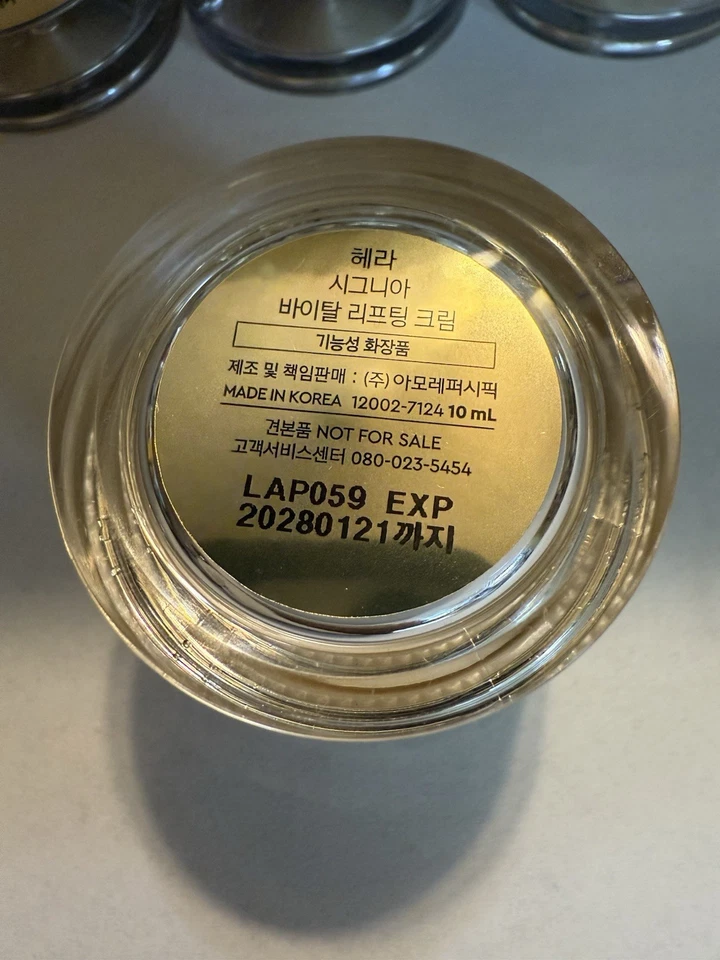 헤라
시그니아
바이탈 리프팅 크림
기능성 화장품
제조 및 책임판매 : (주)아모레퍼시픽
MADE IN KOREA 12002-7124 10 mL
견본품 NOT FOR SALE
고객서비스센터 080-023-5454
LAP059 EXP
20280121까지